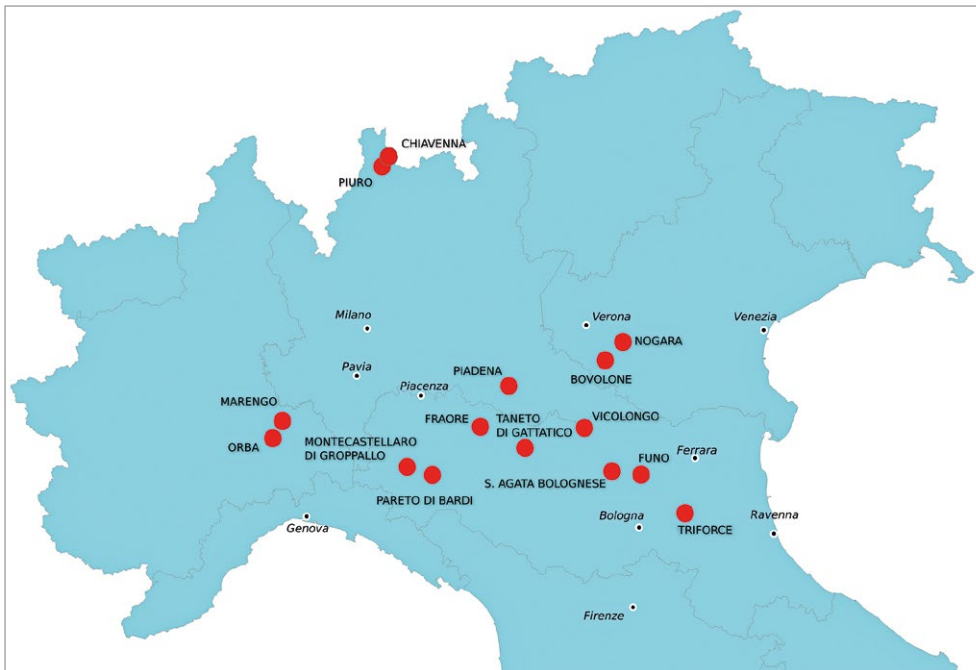 CHIAVENNA
PIURO
Milano
Verona
Venezia
NOGARA
Pavia
PIADENA
BOVOLONE
Piacenza
MARENGO
FRAORE
TANETO
DI GATTATICO
VICOLONGO
ORBA
MONTECASTELLARO
DI GROPPALLO
FUNO
Ferrara
S. AGATA BOLOGNESE
PARETO DI BARDI
Genova
Bologna
TRIFORCE
Ravenna
Firenze